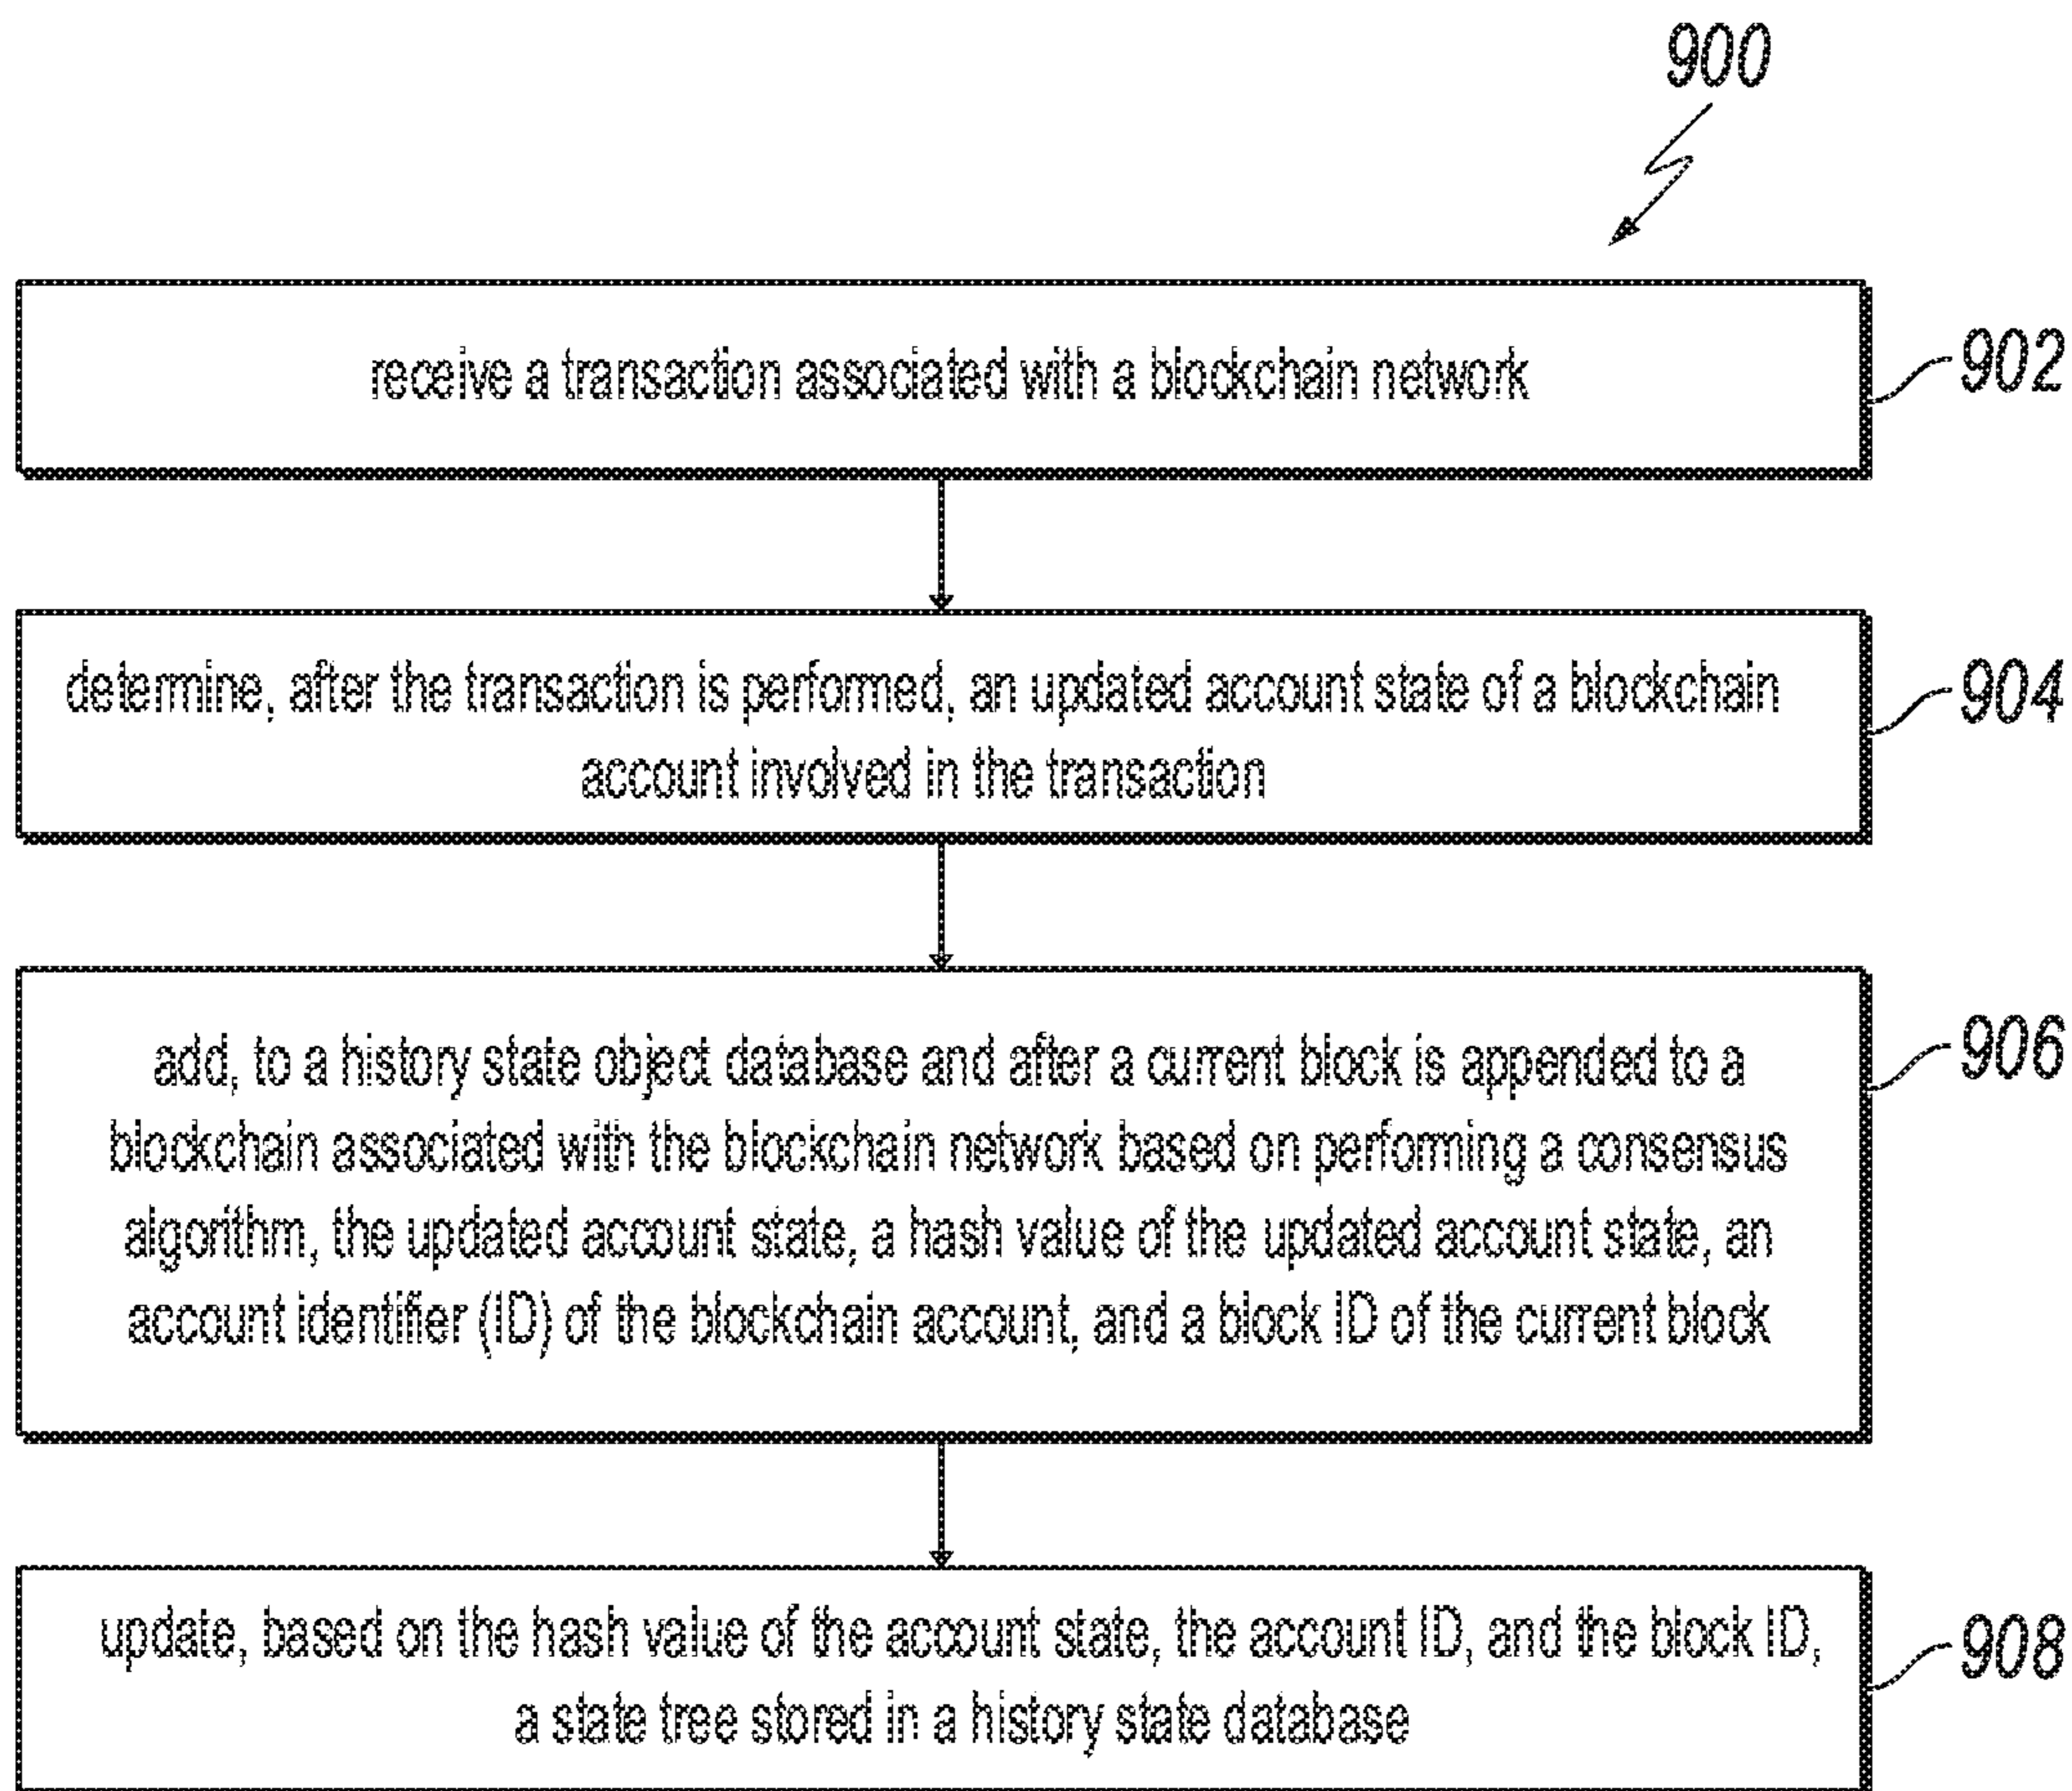 900
receive a transaction associated with a blockchain network
902
determine, after the transaction is performed, an updated account state of a blockchain
account involved in the transaction
904
add, to a history state object database and after a current block is appended to a
blockchain associated with the blockchain network based on performing a consensus
algorithm, the updated account state, a hash value of the updated account state, an
account identifier (ID) of the blockchain account, and a block ID of the current block
906
update, based on the hash value of the account state, the account ID, and the block ID,
a state tree stored in a history state database
908